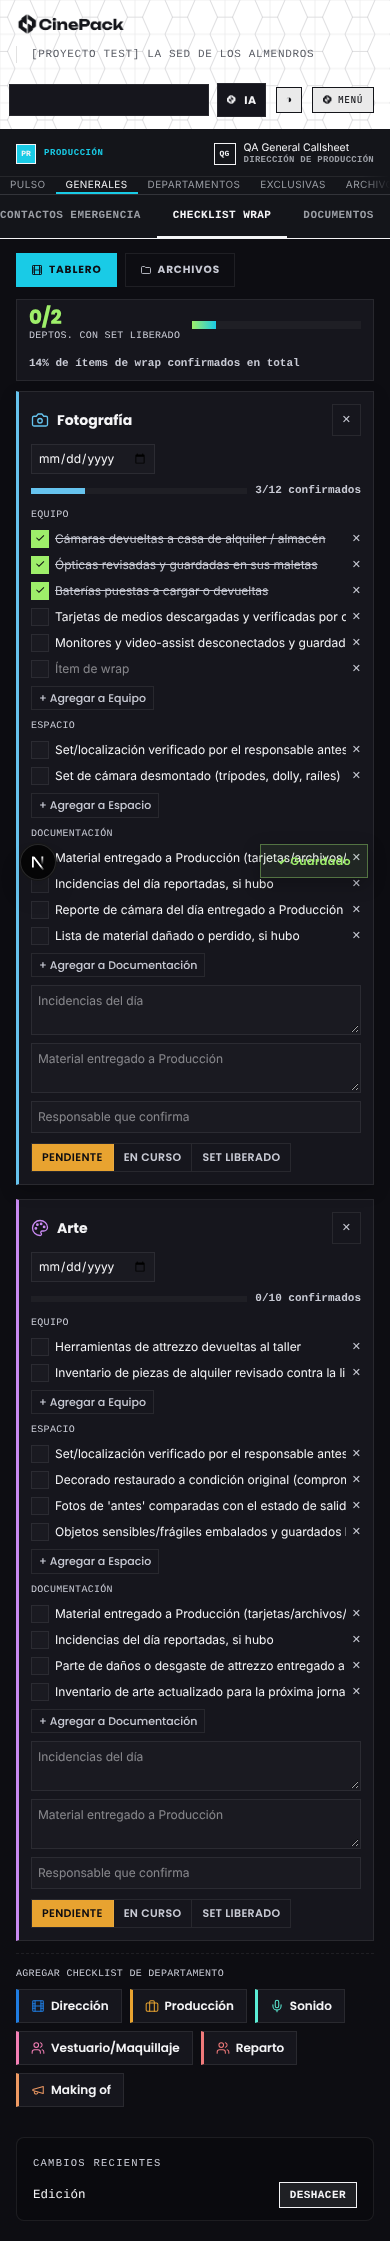 CinePack
[PROYECTO TEST] LA SED DE LOS ALMENDROS
IA
MENÚ
PR PRODUCCIÓN
QG QA General Callsheet
DIRECCIÓN DE PRODUCCIÓN
PULSO GENERALES DEPARTAMENTOS EXCLUSIVAS ARCHIV
CONTACTOS EMERGENCIA CHECKLIST WRAP DOCUMENTOS
TABLERO ARCHIVOS
0/2
DEPTOS. CON SET LIBERADO
14% de ítems de wrap confirmados en total
Fotografía ×
mm/dd/yyyy
3/12 confirmados
EQUIPO
Cámaras devueltas a casa de alquiler / almacén ×
Ópticas revisadas y guardadas en sus maletas ×
Baterías puestas a cargar o devueltas ×
Tarjetas de medios descargadas y verificadas por c ×
Monitores y video-assist desconectados y guardad ×
Ítem de wrap ×
+ Agregar a Equipo
ESPACIO
Set/localización verificado por el responsable antes ×
Set de cámara desmontado (trípodes, dolly, raíles) ×
+ Agregar a Espacio
DOCUMENTACIÓN
Material entregado a Producción (tarjetas/archivos/ ×
✓ Guardado
N
Incidencias del día reportadas, si hubo ×
Reporte de cámara del día entregado a Producción ×
Lista de material dañado o perdido, si hubo ×
+ Agregar a Documentación
Incidencias del día
Material entregado a Producción
Responsable que confirma
PENDIENTE EN CURSO SET LIBERADO
Arte ×
mm/dd/yyyy
0/10 confirmados
EQUIPO
Herramientas de attrezzo devueltas al taller ×
Inventario de piezas de alquiler revisado contra la li ×
+ Agregar a Equipo
ESPACIO
Set/localización verificado por el responsable antes ×
Decorado restaurado a condición original (compron ×
Fotos de 'antes' comparadas con el estado de salid ×
Objetos sensibles/frágiles embalados y guardados ×
+ Agregar a Espacio
DOCUMENTACIÓN
Material entregado a Producción (tarjetas/archivos/ ×
Incidencias del día reportadas, si hubo ×
Parte de daños o desgaste de attrezzo entregado a ×
Inventario de arte actualizado para la próxima jorna ×
+ Agregar a Documentación
Incidencias del día
Material entregado a Producción
Responsable que confirma
PENDIENTE EN CURSO SET LIBERADO
AGREGAR CHECKLIST DE DEPARTAMENTO
Dirección Producción Sonido
Vestuario/Maquillaje Reparto
Making of
CAMBIOS RECIENTES
Edición DESHACER